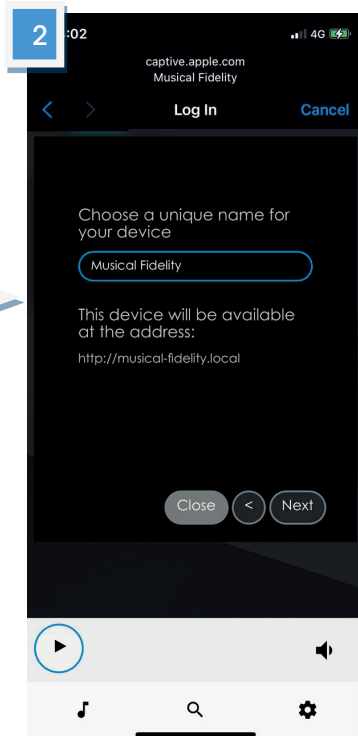 2
:02
4G
captive.apple.com
Musical Fidelity
Log In
Cancel
Choose a unique name for
your device
Musical Fidelity
This device will be available
at the address:
http://musical-fidelity.local
Close
<
Next